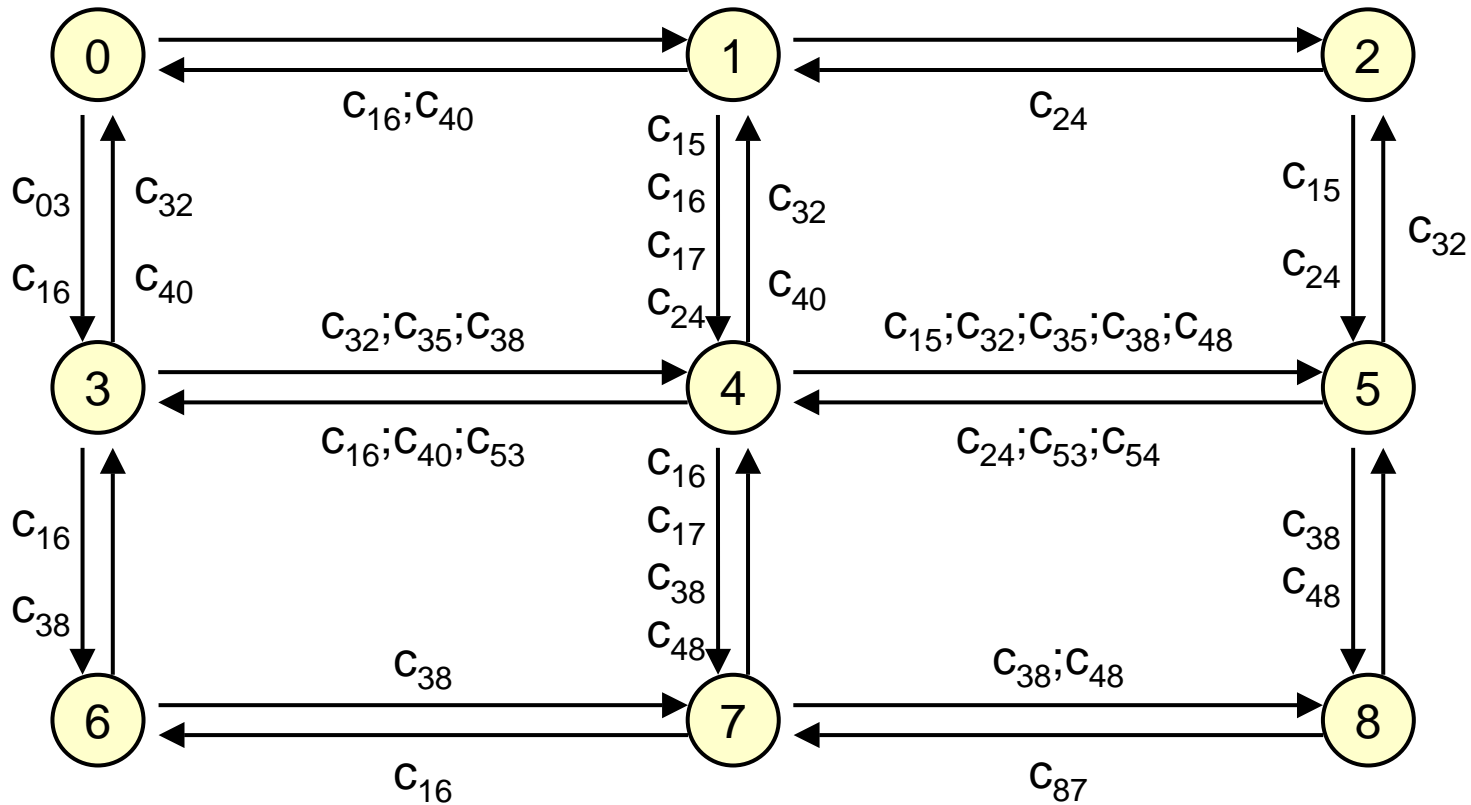 0 1 2
c16;c40 c24
c15
c03 c32 c16 c32 c15 c32
c17
c16 c40 c24 c40 c24
c32;c35;c38 c15;c32;c35;c38;c48
3 4 5
c16;c40;c53 c24;c53;c54
c16
c16 c17 c38
c38 c38 c48
c48
c38 c38;c48
6 7 8
c16 c87